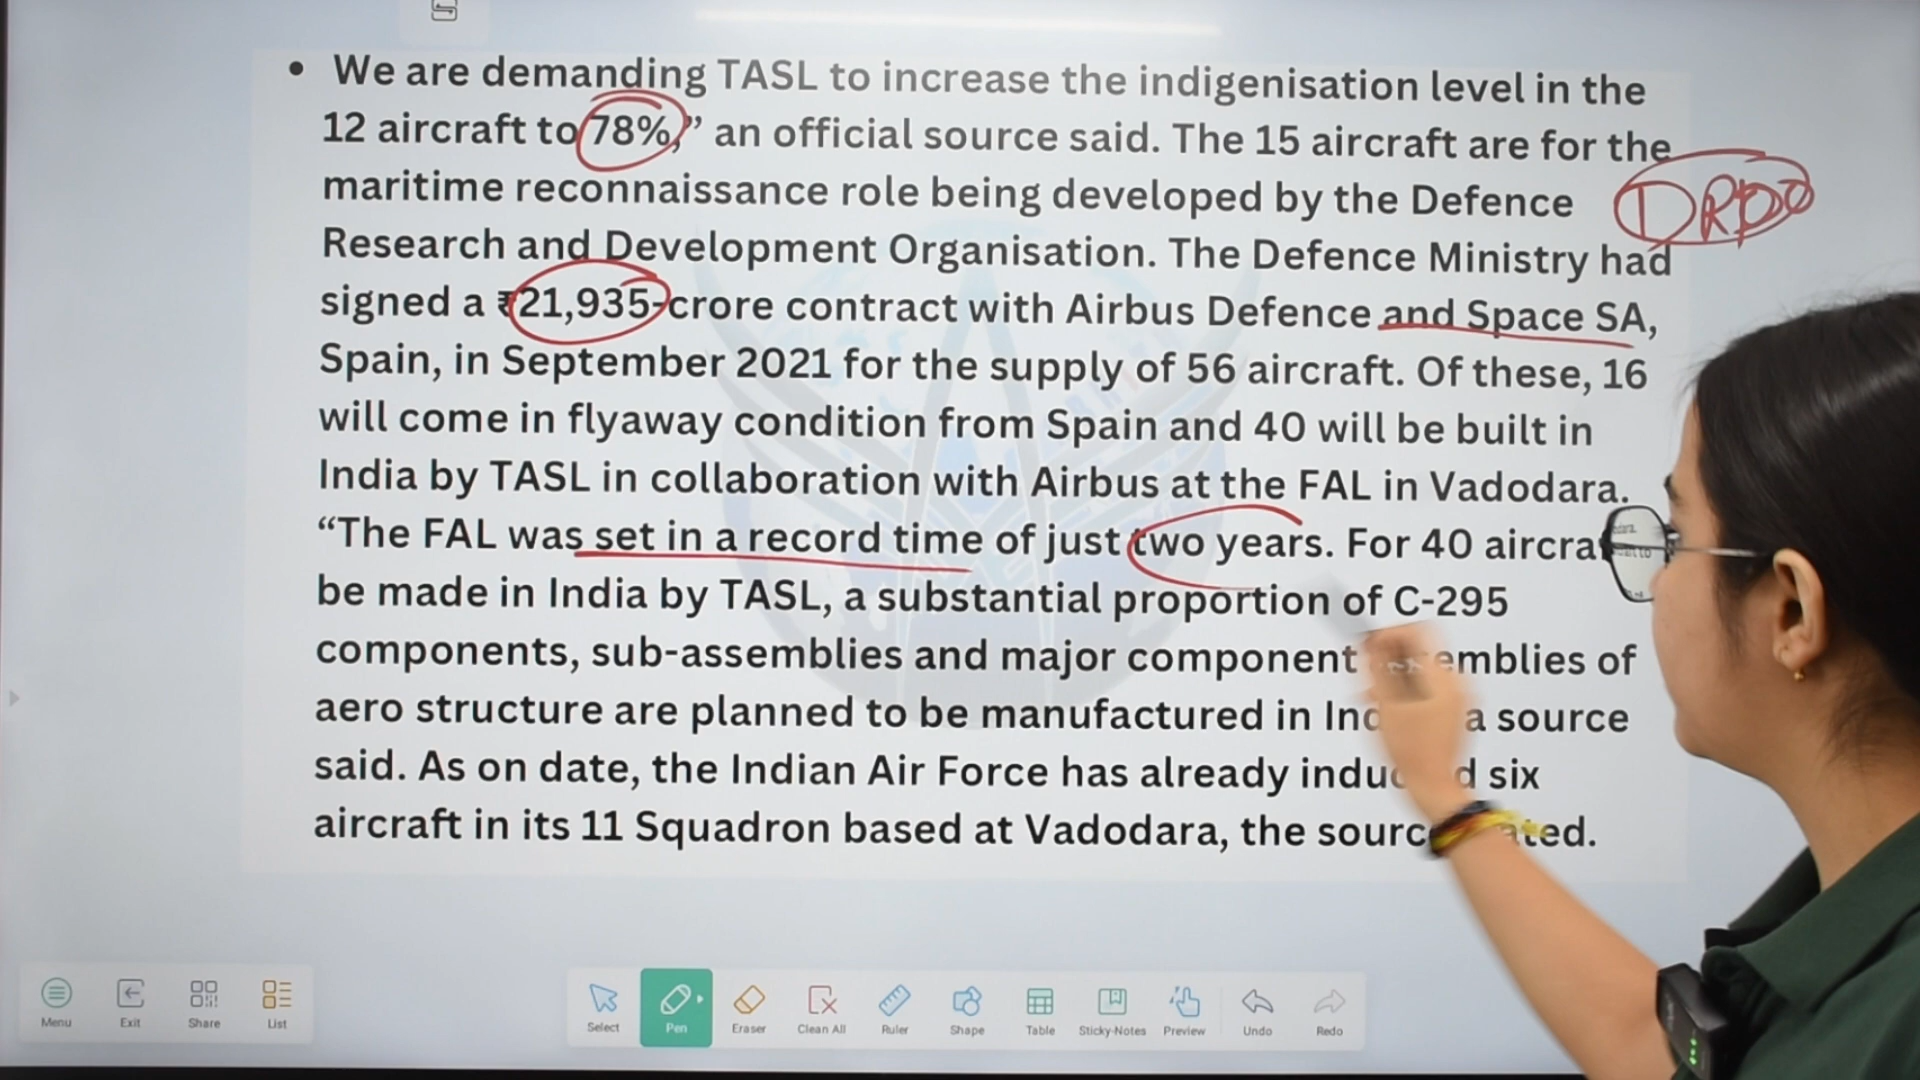 • We are demanding TASL to increase the indigenisation level in the
12 aircraft to 78%,” an official source said. The 15 aircraft are for the
maritime reconnaissance role being developed by the Defence
DRDO
Research and Development Organisation. The Defence Ministry had
signed a ₹21,935-crore contract with Airbus Defence and Space SA,
Spain, in September 2021 for the supply of 56 aircraft. Of these, 16
will come in flyaway condition from Spain and 40 will be built in
India by TASL in collaboration with Airbus at the FAL in Vadodara.
“The FAL was set in a record time of just two years. For 40
be made in India by TASL, a substantial proportion of C-295
components, sub-assemblies and major component of
aero structure are planned to be manufactured in a source
said. As on date, the Indian Air Force has already six
aircraft in its 11 Squadron based at Vadodara, the
Menu Exit Share List Select Pen Eraser Clean All Ruler Shape Table Sticky-Notes Preview Undo Redo